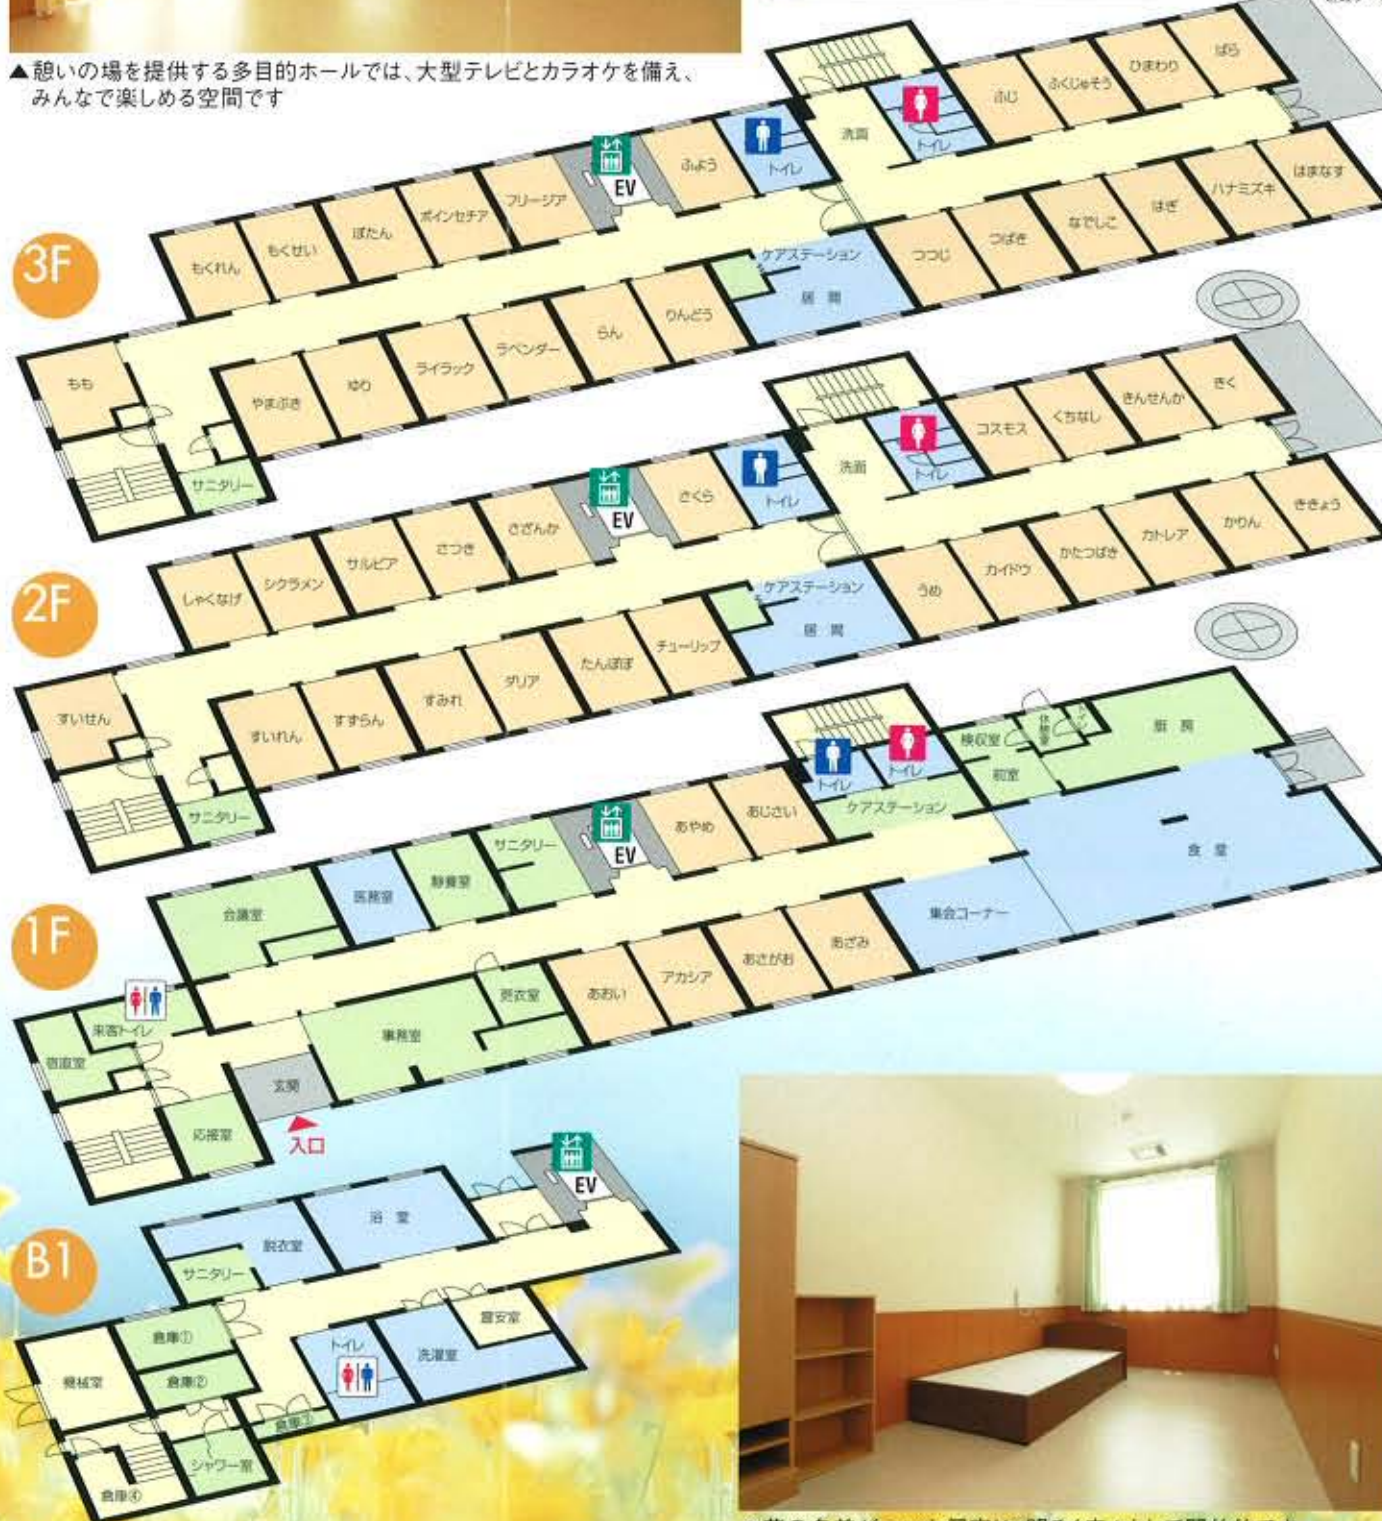 ▲憩いの場を提供する多目的ホールでは、大型テレビとカラオケを備え、
みんなで楽しめる空間です
3F
もくれん
もくせい
ぼたん
ポインセチア
フリージア
EV
ふよう
トイレ
洗面
トイレ
ふじ
ふくじゅそう
ひまわり
ばら
もも
サニタリー
やまぶき
ゆり
ライラック
ラベンダー
らん
りんどう
ケアステーション
居間
つつじ
つばき
なでしこ
はぎ
ハナミズキ
はまなす
2F
しゃくなげ
シクラメン
サルビア
さつき
さざんか
EV
さくら
トイレ
洗面
トイレ
コスモス
くちなし
きんせんか
きく
すいせん
サニタリー
すいれん
すずらん
すみれ
ダリア
たんぽぽ
チューリップ
ケアステーション
居間
うめ
カイドウ
かたつばき
カトレア
かりん
ききょう
1F
会議室
医務室
静養室
サニタリー
EV
あやめ
あじさい
トイレ
トイレ
ケアステーション
検収室
前室
休憩室
トイレ
厨房
食堂
集会コーナー
来客トイレ
宿直室
応接室
玄関
入口
事務室
更衣室
あおい
アカシア
あさがお
あざみ
B1
脱衣室
浴室
EV
サニタリー
倉庫①
倉庫②
倉庫③
機械室
倉庫④
シャワー室
トイレ
洗濯室
霊安室